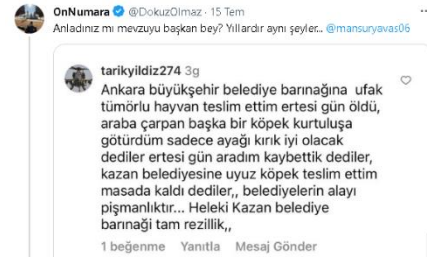 OnNumara @DokuzOlmaz · 15 Tem
Anladınız mı mevzuyu başkan bey? Yıllardır aynı şeyler... @mansuryavas06
tarikyildiz274 3g
Ankara büyükşehir belediye barınağına ufak
tümörlu hayvan teslim ettim ertesi gün öldü,
araba çarpan başka bir köpek kurtuluşa
götürdüm sadece ayağı kırık iyi olacak
dediler ertesi gün aradım kaybettik dediler,
kazan belediyesine uyuz köpek teslim ettim
masada kaldı dediler,, belediyelerin alayı
pişmanlıktır... Heleki Kazan belediye
barınaği tam rezillik,,
1 beğenme Yanıtla Mesaj Gönder